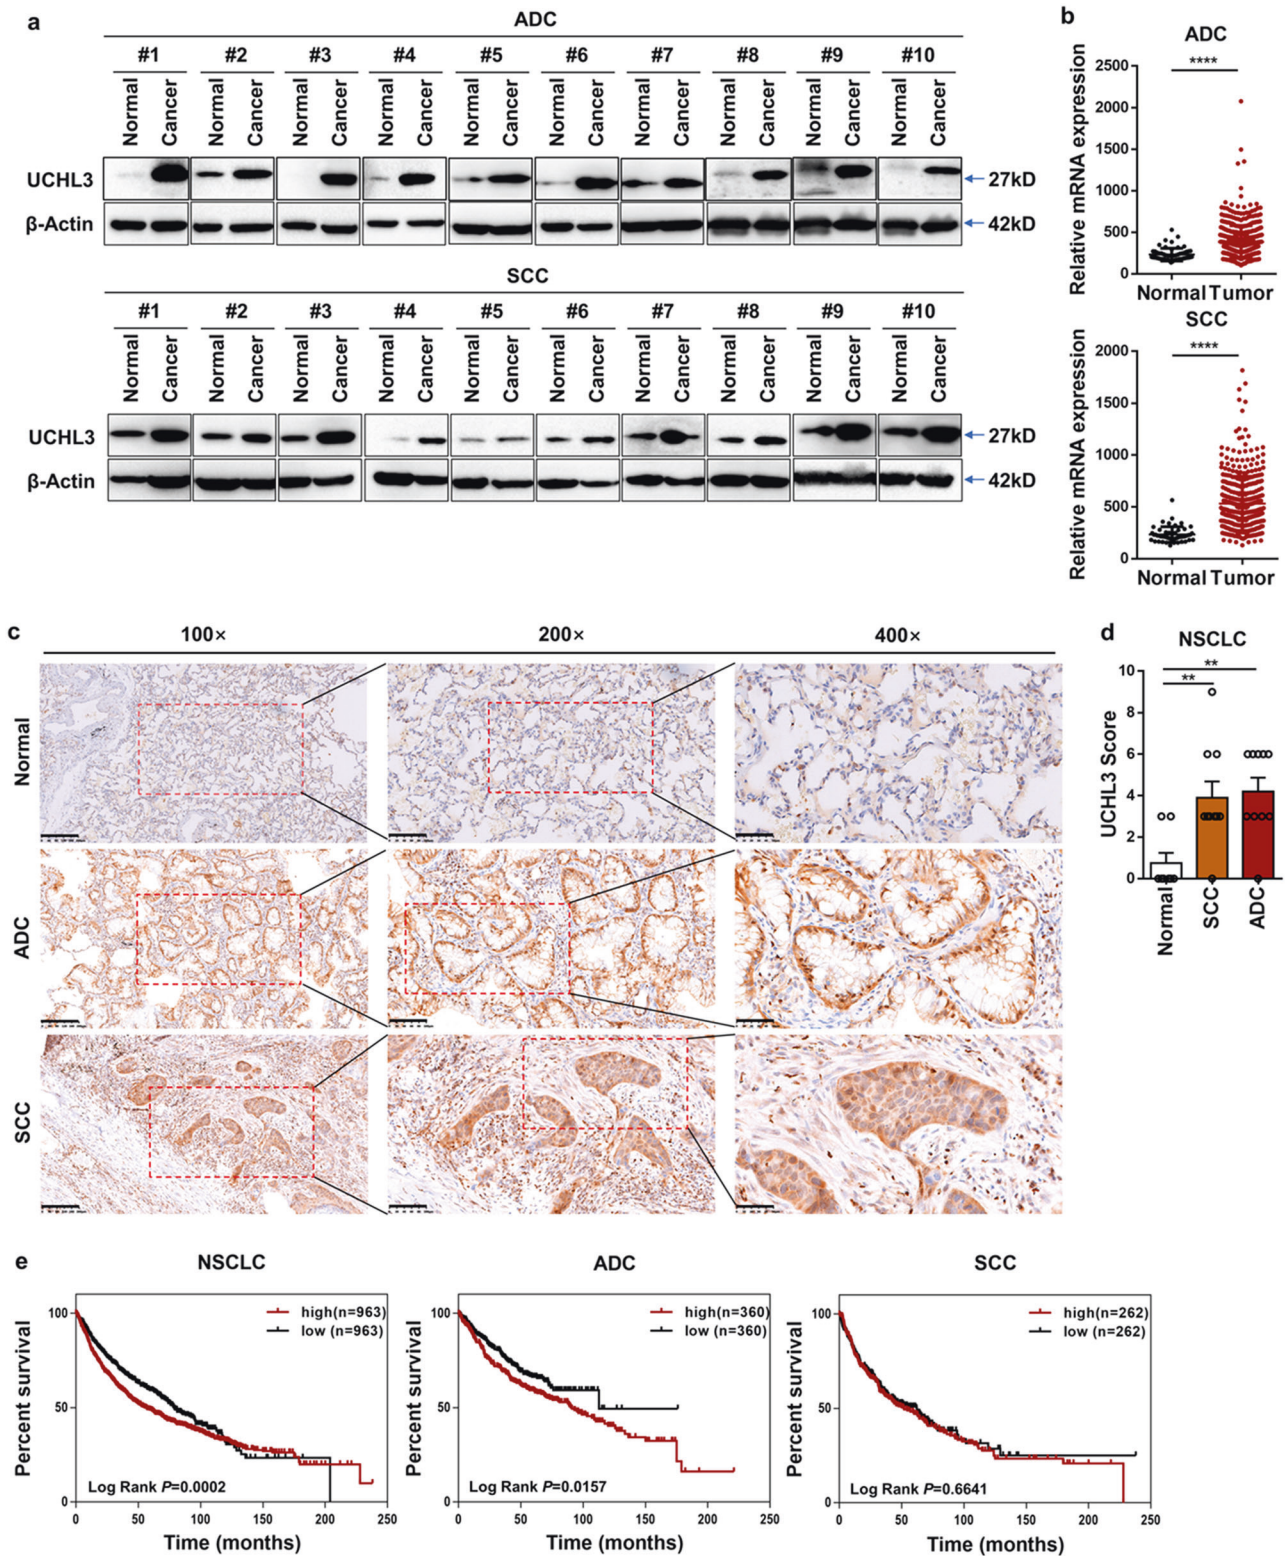 a
ADC
#1 #2 #3 #4 #5 #6 #7 #8 #9 #10
Normal Cancer Normal Cancer Normal Cancer Normal Cancer Normal Cancer Normal Cancer Normal Cancer Normal Cancer Normal Cancer Normal Cancer
UCHL3 27kD
β-Actin 42kD
SCC
#1 #2 #3 #4 #5 #6 #7 #8 #9 #10
Normal Cancer Normal Cancer Normal Cancer Normal Cancer Normal Cancer Normal Cancer Normal Cancer Normal Cancer Normal Cancer Normal Cancer
UCHL3 27kD
β-Actin 42kD
b
ADC
****
Relative mRNA expression
2500
2000
1500
1000
500
0
Normal Tumor
SCC
****
Relative mRNA expression
2000
1500
1000
500
0
Normal Tumor
c
100× 200× 400×
Normal
ADC
SCC
d
NSCLC
**
**
UCHL3 Score
10
8
6
4
2
0
Normal SCC ADC
e
NSCLC
Percent survival
100
50
0
high(n=963)
low (n=963)
Log Rank P=0.0002
0 50 100 150 200 250
Time (months)
ADC
Percent survival
100
50
0
high(n=360)
low (n=360)
Log Rank P=0.0157
0 50 100 150 200 250
Time (months)
SCC
Percent survival
100
50
0
high(n=262)
low (n=262)
Log Rank P=0.6641
0 50 100 150 200 250
Time (months)